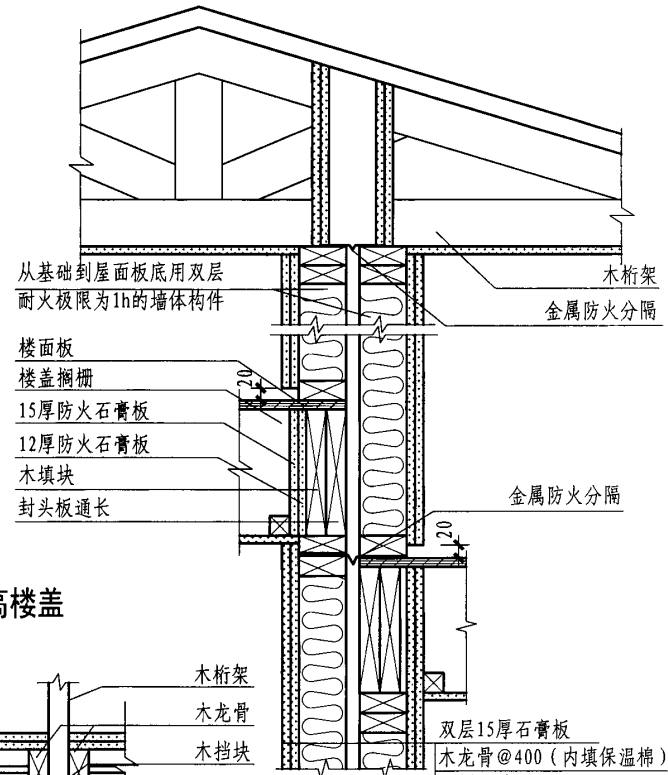 从基础到屋面板底用双层
耐火极限为1h的墙体构件
木桁架
金属防火分隔
楼面板
楼盖搁栅
20
15厚防火石膏板
12厚防火石膏板
木填块
封头板通长
金属防火分隔
20
高楼盖
木桁架
木龙骨
木挡块
双层15厚石膏板
木龙骨@400（内填保温棉）